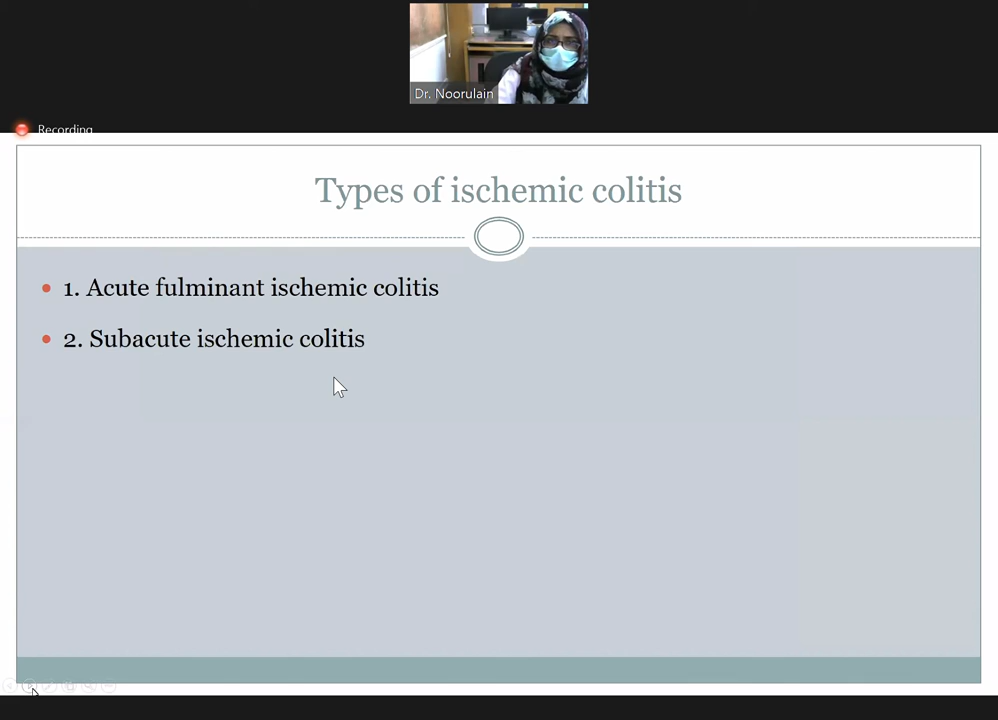 Dr. Noorulain
Recording
Types of ischemic colitis
1. Acute fulminant ischemic colitis
2. Subacute ischemic colitis